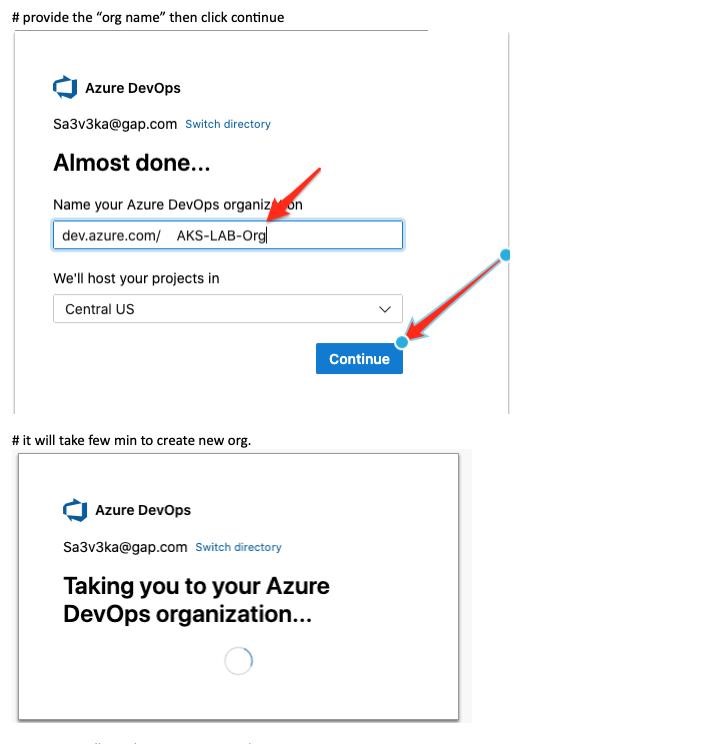 # provide the “org name” then click continue
Azure DevOps
Sa3v3ka@gap.com Switch directory
Almost done...
Name your Azure DevOps organization
dev.azure.com/ AKS-LAB-Org
We'll host your projects in
Central US
Continue
# it will take few min to create new org.
Azure DevOps
Sa3v3ka@gap.com Switch directory
Taking you to your Azure
DevOps organization...